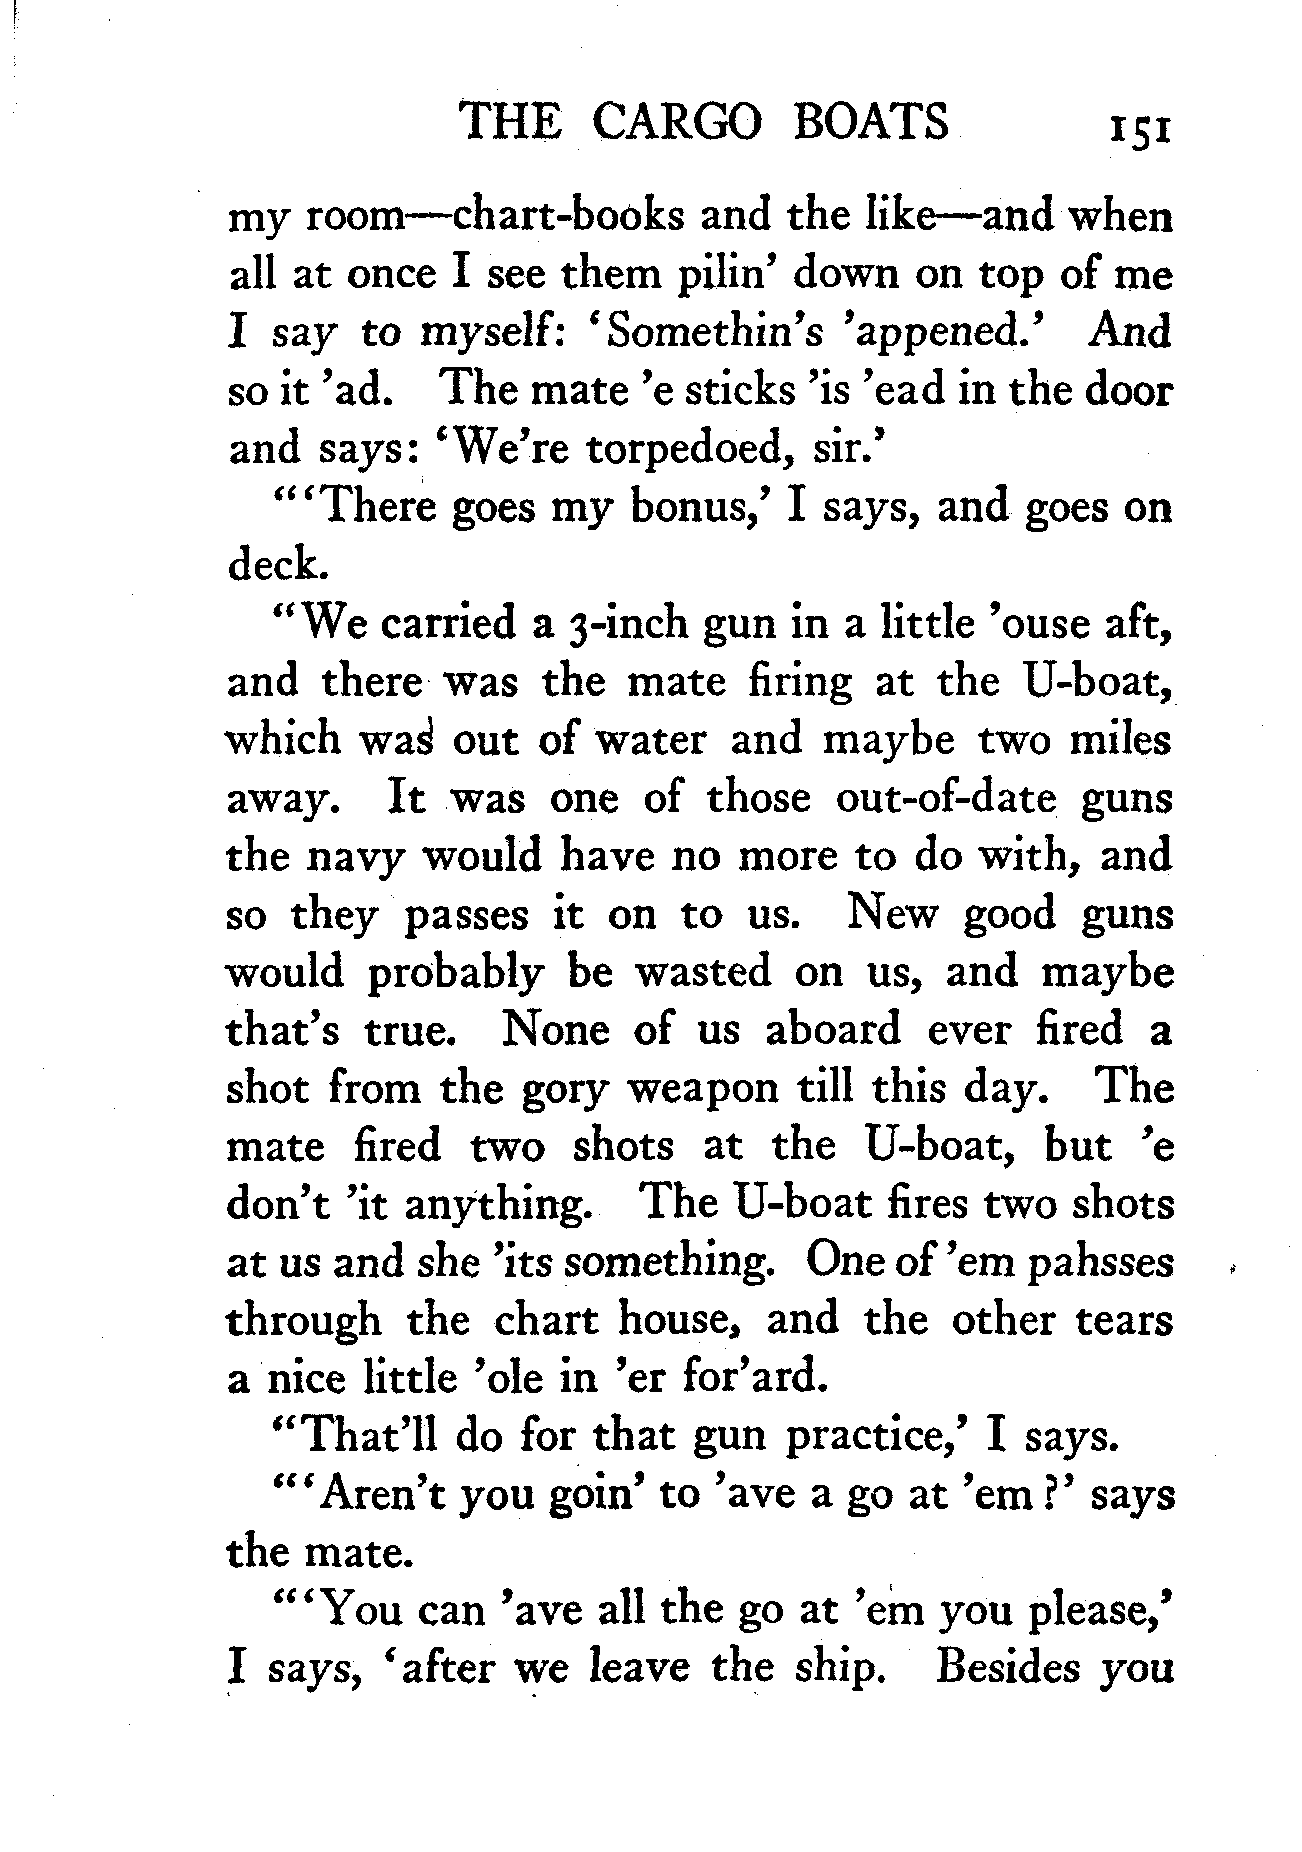 THE CARGO BOATS 151
my room—chart-books and the like—and when
all at once I see them pilin’ down on top of me
I say to myself: ‘Somethin’s ’appened.’ And
so it ’ad. The mate ’e sticks ’is ’ead in the door
and says: ‘We’re torpedoed, sir.’
“‘There goes my bonus,’ I says, and goes on
deck.
“We carried a 3-inch gun in a little ’ouse aft,
and there was the mate firing at the U-boat,
which was out of water and maybe two miles
away. It was one of those out-of-date guns
the navy would have no more to do with, and
so they passes it on to us. New good guns
would probably be wasted on us, and maybe
that’s true. None of us aboard ever fired a
shot from the gory weapon till this day. The
mate fired two shots at the U-boat, but ’e
don’t ’it anything. The U-boat fires two shots
at us and she ’its something. One of ’em pahsses
through the chart house, and the other tears
a nice little ’ole in ’er for’ard.
“That’ll do for that gun practice,’ I says.
“‘Aren’t you goin’ to ’ave a go at ’em?’ says
the mate.
“‘You can ’ave all the go at ’em you please,’
I says, ‘after we leave the ship. Besides you